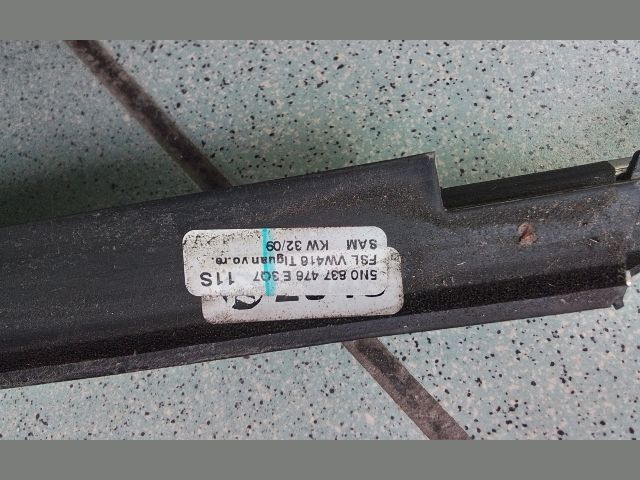 5N0 837 476 E 3Q7 11S
FSL VW416 Tiguan vo.re.
SAM KW 32/09